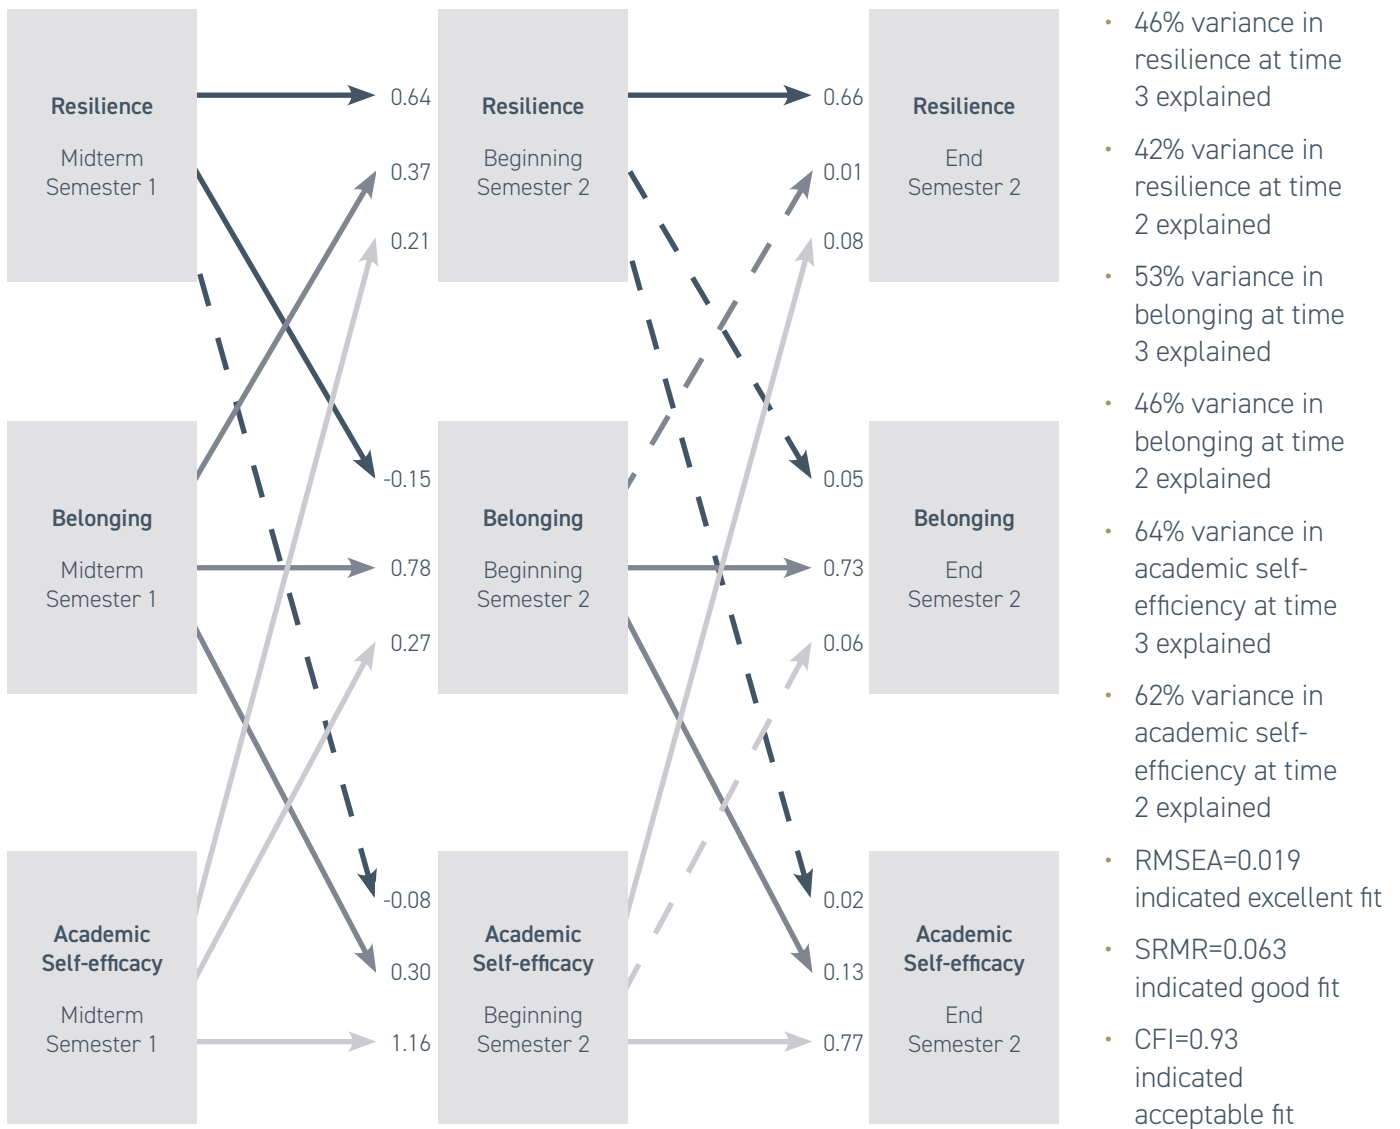 Resilience
Midterm
Semester 1
0.64
0.37
0.21
Resilience
Beginning
Semester 2
0.66
0.01
0.08
Resilience
End
Semester 2
Belonging
Midterm
Semester 1
-0.15
0.78
0.27
Belonging
Beginning
Semester 2
0.05
0.73
0.06
Belonging
End
Semester 2
Academic
Self-efficacy
Midterm
Semester 1
-0.08
0.30
1.16
Academic
Self-efficacy
Beginning
Semester 2
0.02
0.13
0.77
Academic
Self-efficacy
End
Semester 2
• 46% variance in
resilience at time
3 explained
• 42% variance in
resilience at time
2 explained
• 53% variance in
belonging at time
3 explained
• 46% variance in
belonging at time
2 explained
• 64% variance in
academic self-
efficiency at time
3 explained
• 62% variance in
academic self-
efficiency at time
2 explained
• RMSEA=0.019
indicated excellent fit
• SRMR=0.063
indicated good fit
• CFI=0.93
indicated
acceptable fit